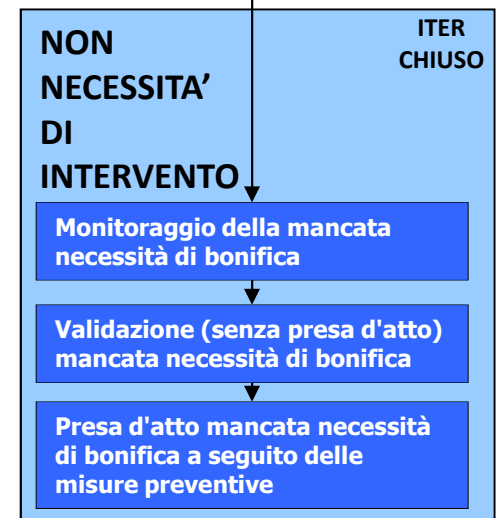 NON
NECESSITA’
DI
INTERVENTO
ITER
CHIUSO
Monitoraggio della mancata
necessità di bonifica
Validazione (senza presa d'atto)
mancata necessità di bonifica
Presa d'atto mancata necessità
di bonifica a seguito delle
misure preventive